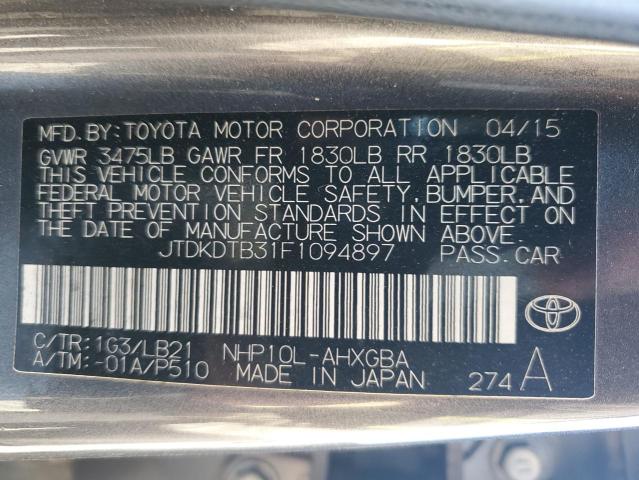 MFD.BY:TOYOTA MOTOR CORPORATION 04/15
GVWR 3475LB GAWR FR 1830LB RR 1830LB
THIS VEHICLE CONFORMS TO ALL APPLICABLE
FEDERAL MOTOR VEHICLE SAFETY, BUMPER, AND
THEFT PREVENTION STANDARDS IN EFFECT ON
THE DATE OF MANUFACTURE SHOWN ABOVE.
JTDKDTB31F1094897 PASS.CAR
C/TR:1G3/LB21 NHP10L-AHXGBA
A/TM:-01A/P510 MADE IN JAPAN 274 A